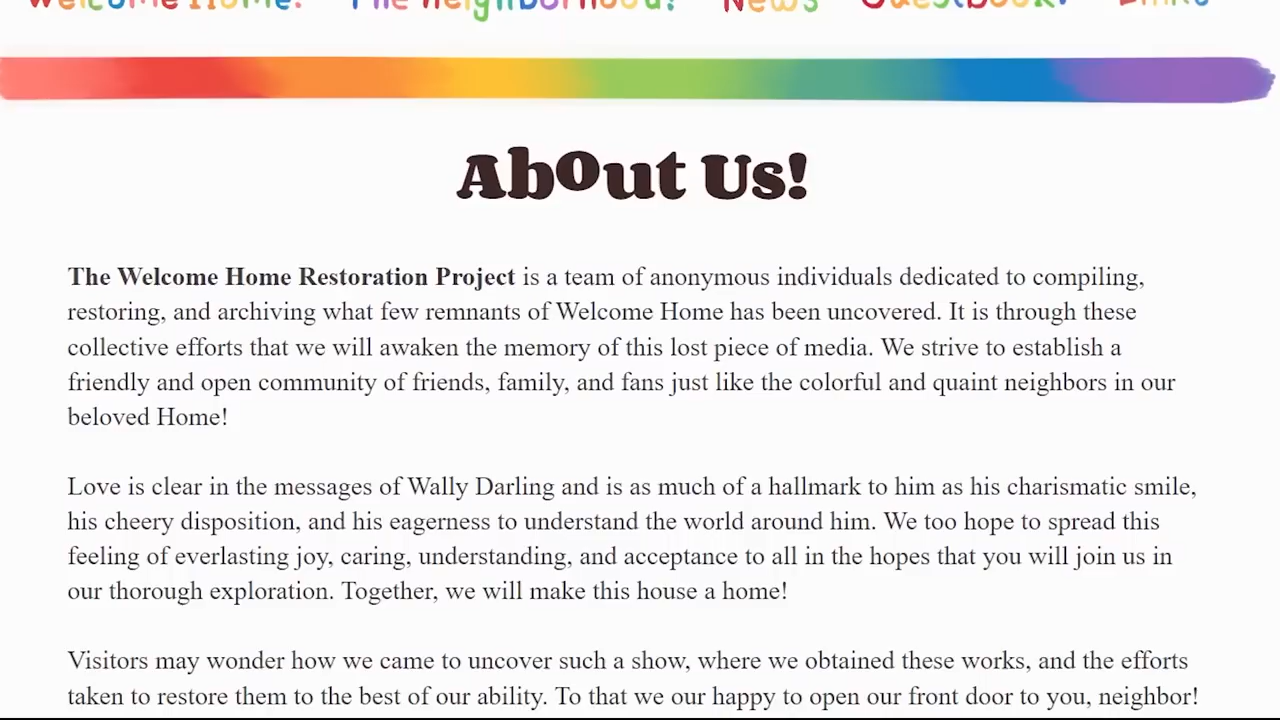 Welcome Home! The Neighborhood! News Guestbook! Links
About Us!
The Welcome Home Restoration Project is a team of anonymous individuals dedicated to compiling,
restoring, and archiving what few remnants of Welcome Home has been uncovered. It is through these
collective efforts that we will awaken the memory of this lost piece of media. We strive to establish a
friendly and open community of friends, family, and fans just like the colorful and quaint neighbors in our
beloved Home!
Love is clear in the messages of Wally Darling and is as much of a hallmark to him as his charismatic smile,
his cheery disposition, and his eagerness to understand the world around him. We too hope to spread this
feeling of everlasting joy, caring, understanding, and acceptance to all in the hopes that you will join us in
our thorough exploration. Together, we will make this house a home!
Visitors may wonder how we came to uncover such a show, where we obtained these works, and the efforts
taken to restore them to the best of our ability. To that we our happy to open our front door to you, neighbor!